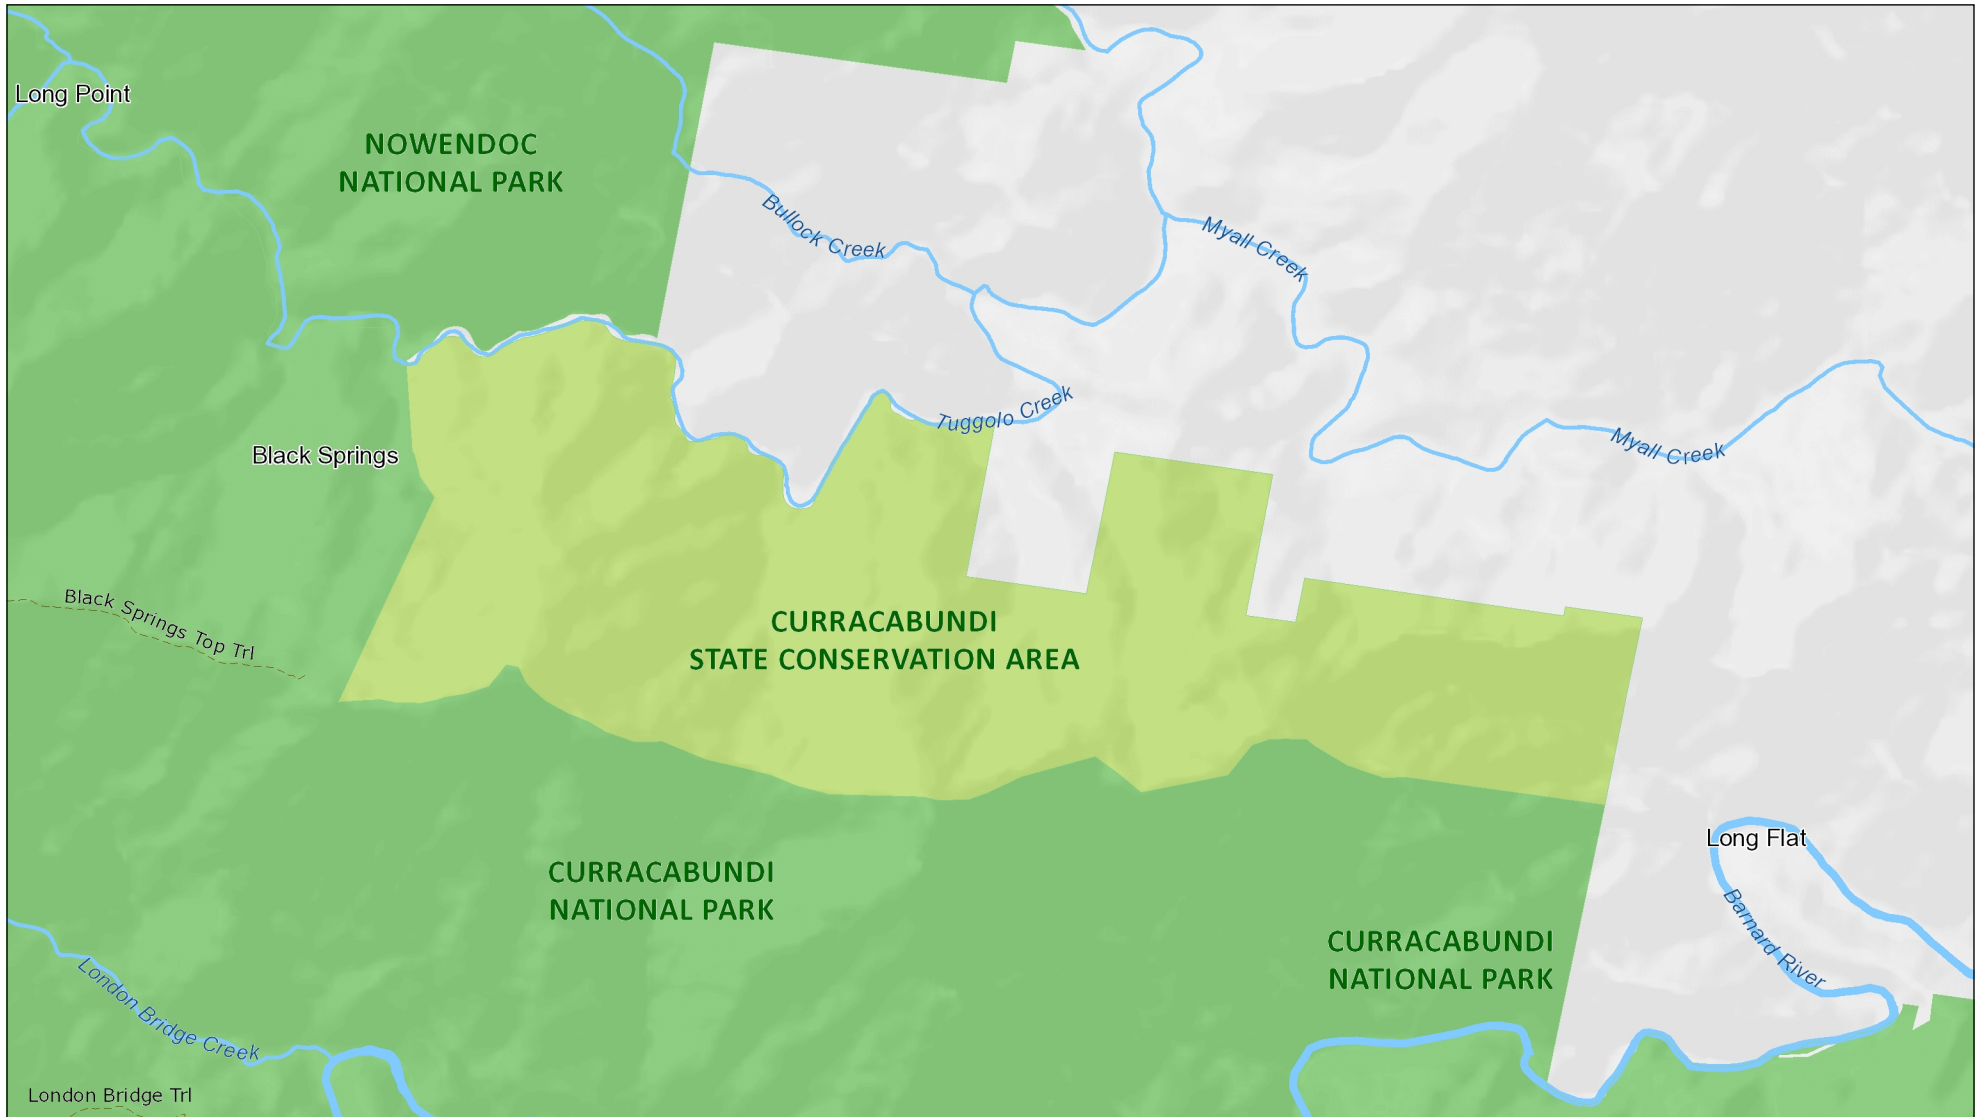 Long Point
NOWENDOC
NATIONAL PARK
Bullock Creek
Myall Creek
Tuggolo Creek
Myall Creek
Black Springs
Black Springs Top Trl
CURRACABUNDI
STATE CONSERVATION AREA
Long Flat
CURRACABUNDI
NATIONAL PARK
Barnard River
CURRACABUNDI
NATIONAL PARK
London Bridge Creek
London Bridge Trl